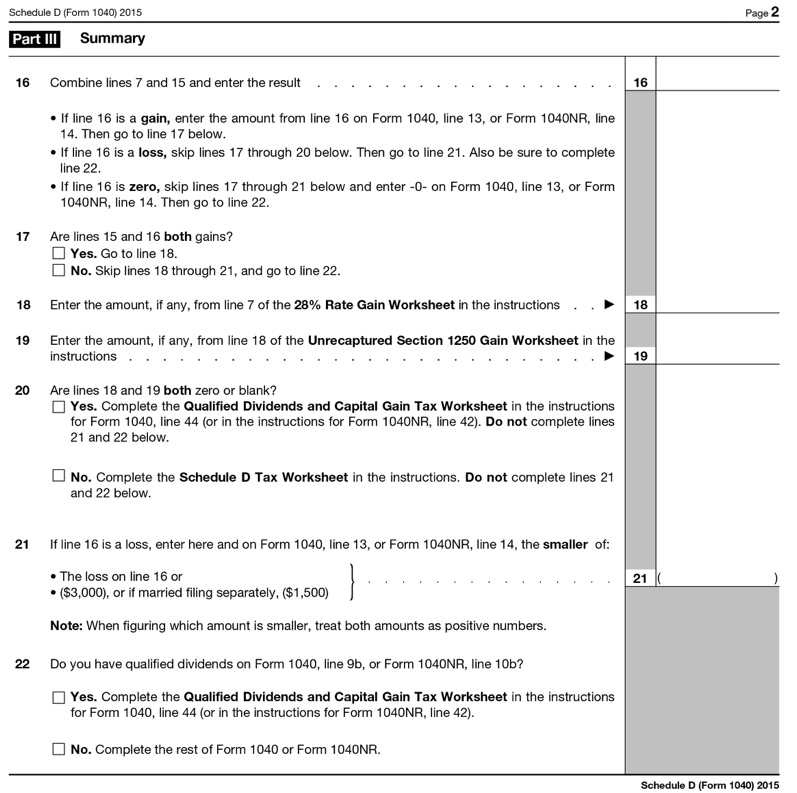 Schedule D (Form 1040) 2015 Page 2
Part III Summary
16 Combine lines 7 and 15 and enter the result . . . . . . . . . . . . . . . . . . . . . 16
• If line 16 is a gain, enter the amount from line 16 on Form 1040, line 13, or Form 1040NR, line
14. Then go to line 17 below.
• If line 16 is a loss, skip lines 17 through 20 below. Then go to line 21. Also be sure to complete
line 22.
• If line 16 is zero, skip lines 17 through 21 below and enter -0- on Form 1040, line 13, or Form
1040NR, line 14. Then go to line 22.
17 Are lines 15 and 16 both gains?
☐ Yes. Go to line 18.
☐ No. Skip lines 18 through 21, and go to line 22.
18 Enter the amount, if any, from line 7 of the 28% Rate Gain Worksheet in the instructions . . ▶ 18
19 Enter the amount, if any, from line 18 of the Unrecaptured Section 1250 Gain Worksheet in the
instructions . . . . . . . . . . . . . . . . . . . . . . . . . . . . . . . . . . ▶ 19
20 Are lines 18 and 19 both zero or blank?
☐ Yes. Complete the Qualified Dividends and Capital Gain Tax Worksheet in the instructions
for Form 1040, line 44 (or in the instructions for Form 1040NR, line 42). Do not complete lines
21 and 22 below.
☐ No. Complete the Schedule D Tax Worksheet in the instructions. Do not complete lines 21
and 22 below.
21 If line 16 is a loss, enter here and on Form 1040, line 13, or Form 1040NR, line 14, the smaller of:
• The loss on line 16 or
• ($3,000), or if married filing separately, ($1,500) } . . . . . . . . . . . . . . . . . . 21 ( )
Note: When figuring which amount is smaller, treat both amounts as positive numbers.
22 Do you have qualified dividends on Form 1040, line 9b, or Form 1040NR, line 10b?
☐ Yes. Complete the Qualified Dividends and Capital Gain Tax Worksheet in the instructions
for Form 1040, line 44 (or in the instructions for Form 1040NR, line 42).
☐ No. Complete the rest of Form 1040 or Form 1040NR.
Schedule D (Form 1040) 2015